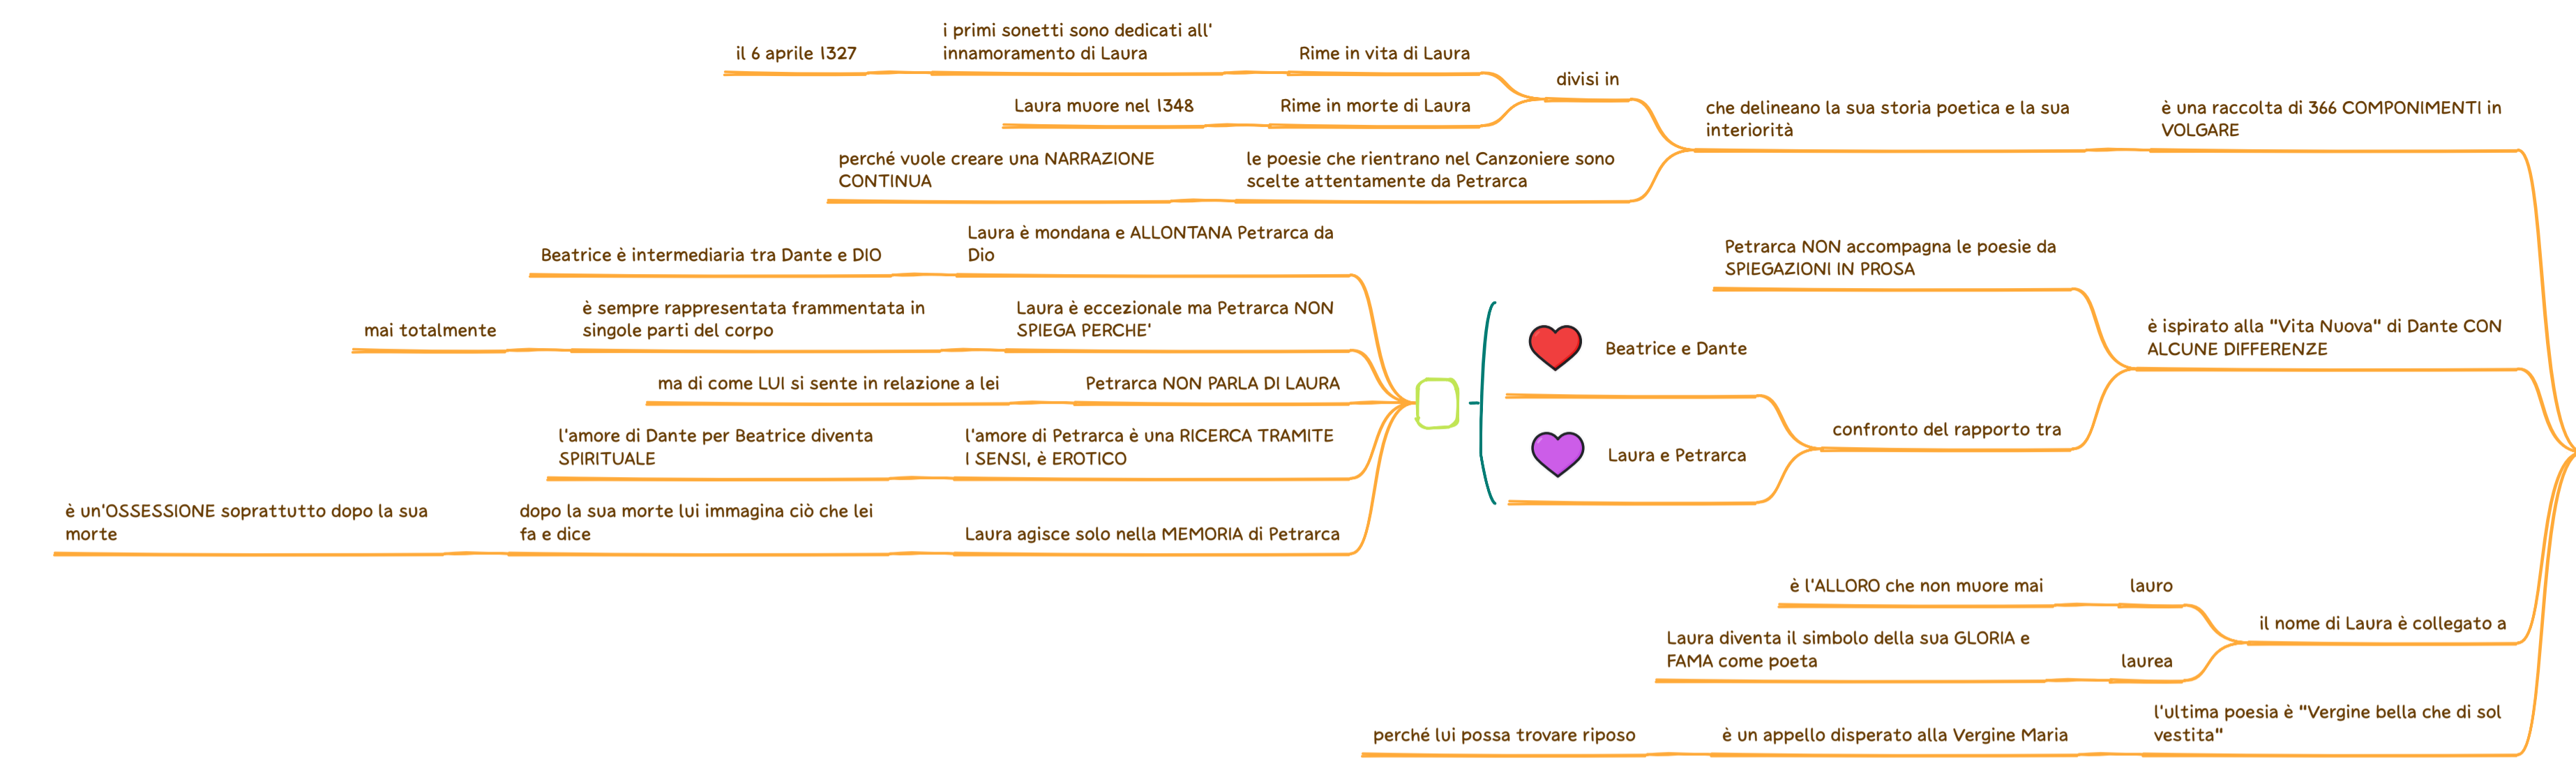 è una raccolta di 366 COMPONIMENTI in
VOLGARE
che delineano la sua storia poetica e la sua
interiorità
divisi in
Rime in vita di Laura
i primi sonetti sono dedicati all'
innamoramento di Laura
il 6 aprile 1327
Rime in morte di Laura
Laura muore nel 1348
le poesie che rientrano nel Canzoniere sono
scelte attentamente da Petrarca
perché vuole creare una NARRAZIONE
CONTINUA
è ispirato alla "Vita Nuova" di Dante CON
ALCUNE DIFFERENZE
Petrarca NON accompagna le poesie da
SPIEGAZIONI IN PROSA
confronto del rapporto tra
Beatrice e Dante
Laura e Petrarca
Laura è mondana e ALLONTANA Petrarca da
Dio
Beatrice è intermediaria tra Dante e DIO
Laura è eccezionale ma Petrarca NON
SPIEGA PERCHE'
è sempre rappresentata frammentata in
singole parti del corpo
mai totalmente
Petrarca NON PARLA DI LAURA
ma di come LUI si sente in relazione a lei
l'amore di Petrarca è una RICERCA TRAMITE
I SENSI, è EROTICO
l'amore di Dante per Beatrice diventa
SPIRITUALE
Laura agisce solo nella MEMORIA di Petrarca
dopo la sua morte lui immagina ciò che lei
fa e dice
è un'OSSESSIONE soprattutto dopo la sua
morte
il nome di Laura è collegato a
lauro
è l'ALLORO che non muore mai
laurea
Laura diventa il simbolo della sua GLORIA e
FAMA come poeta
l'ultima poesia è "Vergine bella che di sol
vestita"
è un appello disperato alla Vergine Maria
perché lui possa trovare riposo